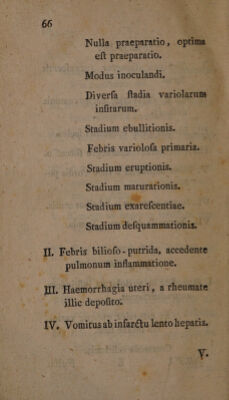 66
Nulla praeparatio, optima
eſt praeparatio.
Modus inoculandi.
Diverſa ſtadia variolarum
inſitarum.
Stadium ebullitionis.
Febris varioloſa primaria.
Stadium eruptionis.
Stadium maturationis.
Stadium exareſcentiae.
Stadium deſquammationis.
II. Febris bilioſo-putrida, accedente
pulmonum inflammatione.
III. Haemorrhagia uteri, a rheumate
illic depoſito.
IV. Vomitus ab infarctu lento hepatis.
V.